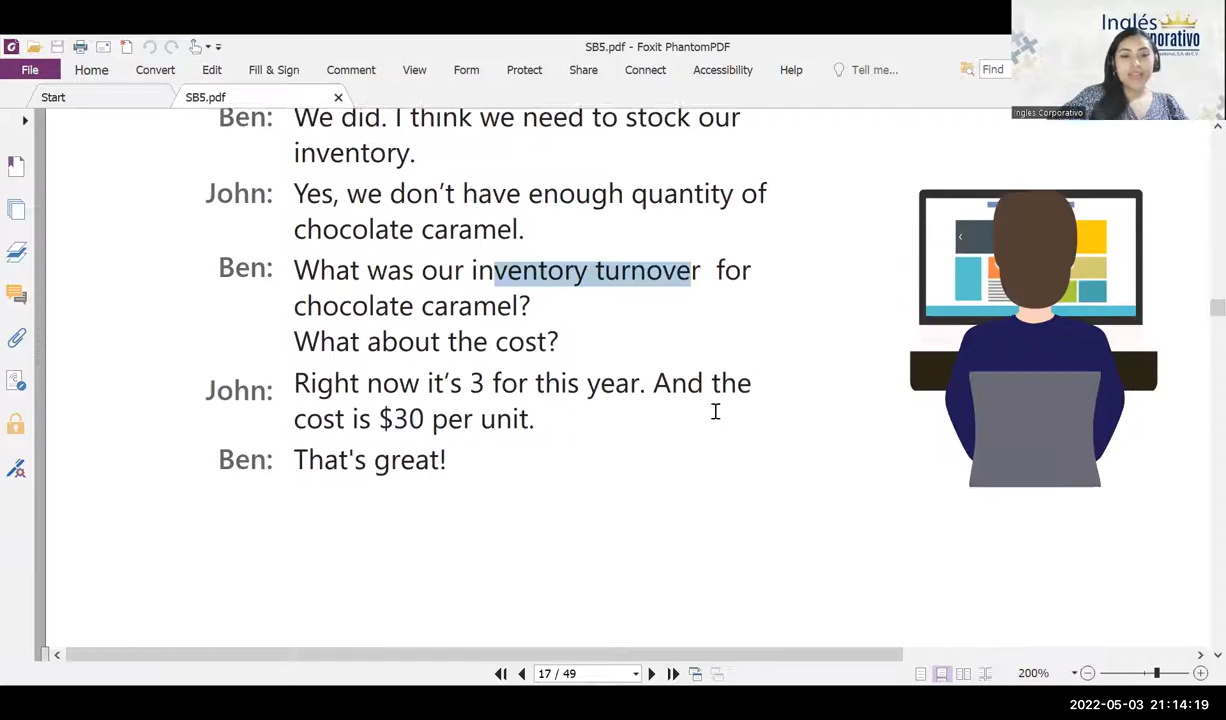 Inglés
Corporativo
SB5.pdf - Foxit PhantomPDF
File Home Convert Edit Fill & Sign Comment View Form Protect Share Connect Accessibility Help Tell me... Find
Ingles Corporativo
Start SB5.pdf
Ben: We did. I think we need to stock our
inventory.
John: Yes, we don't have enough quantity of
chocolate caramel.
Ben: What was our inventory turnover for
chocolate caramel?
What about the cost?
John: Right now it's 3 for this year. And the
cost is $30 per unit.
Ben: That's great!
17 / 49 200%
2022-05-03 21:14:19